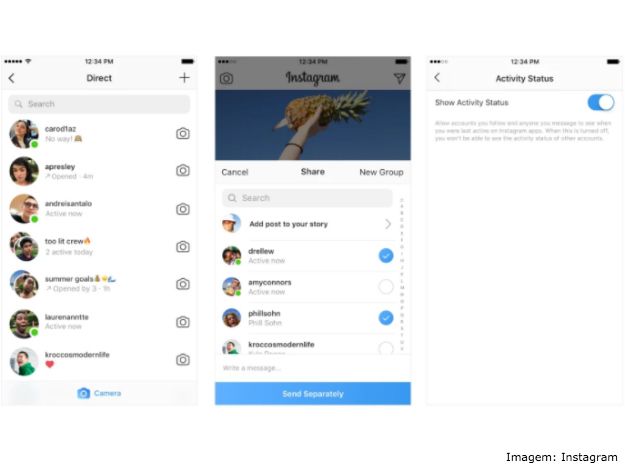 12:34 PM
Direct
Search
carod1az
No way! 🙈
apresley
↗ Opened · 4m
andreisantalo
Active now
too lit crew🔥
2 active today
summer goals
↗ Opened by 3 · 1h
laurenanntte
Active now
kroccosmodernlife
❤️
Camera
12:34 PM
Instagram
Cancel Share New Group
Search
Add post to your story
drellew
Active now
amyconnors
Active now
phillsohn
Phill Sohn
kroccosmodernlife
Write a message...
Send Separately
12:34 PM
Activity Status
Show Activity Status
Allow accounts you follow and anyone you message to see when
you were last active on Instagram apps. When this is turned off,
you won't be able to see the activity status of other accounts.
Imagem: Instagram